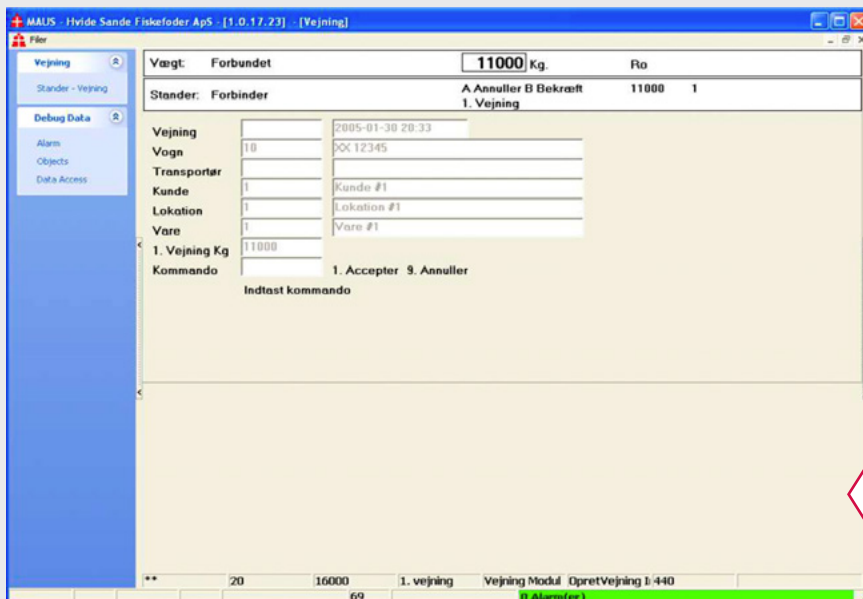 MAUS - Hvide Sande Fiskefoder ApS - [1.0.17.23] - [Vejning]
Filer
Vejning
Stander - Vejning
Debug Data
Alarm
Objects
Data Access
Vægt: Forbundet 11000 Kg. Ro
Stander: Forbinder A Annuller B Bekræft 11000 1
1. Vejning
Vejning 2005-01-30 20:33
Vogn 10 XX 12345
Transportør
Kunde 1 Kunde #1
Lokation 1 Lokation #1
Vare 1 Vare #1
1. Vejning Kg 11000
Kommando 1. Accepter 9. Annuller
Indtast kommando
** 20 16000 1. vejning Vejning Modul OpretVejning I: 440
69 0 Alarm(er)